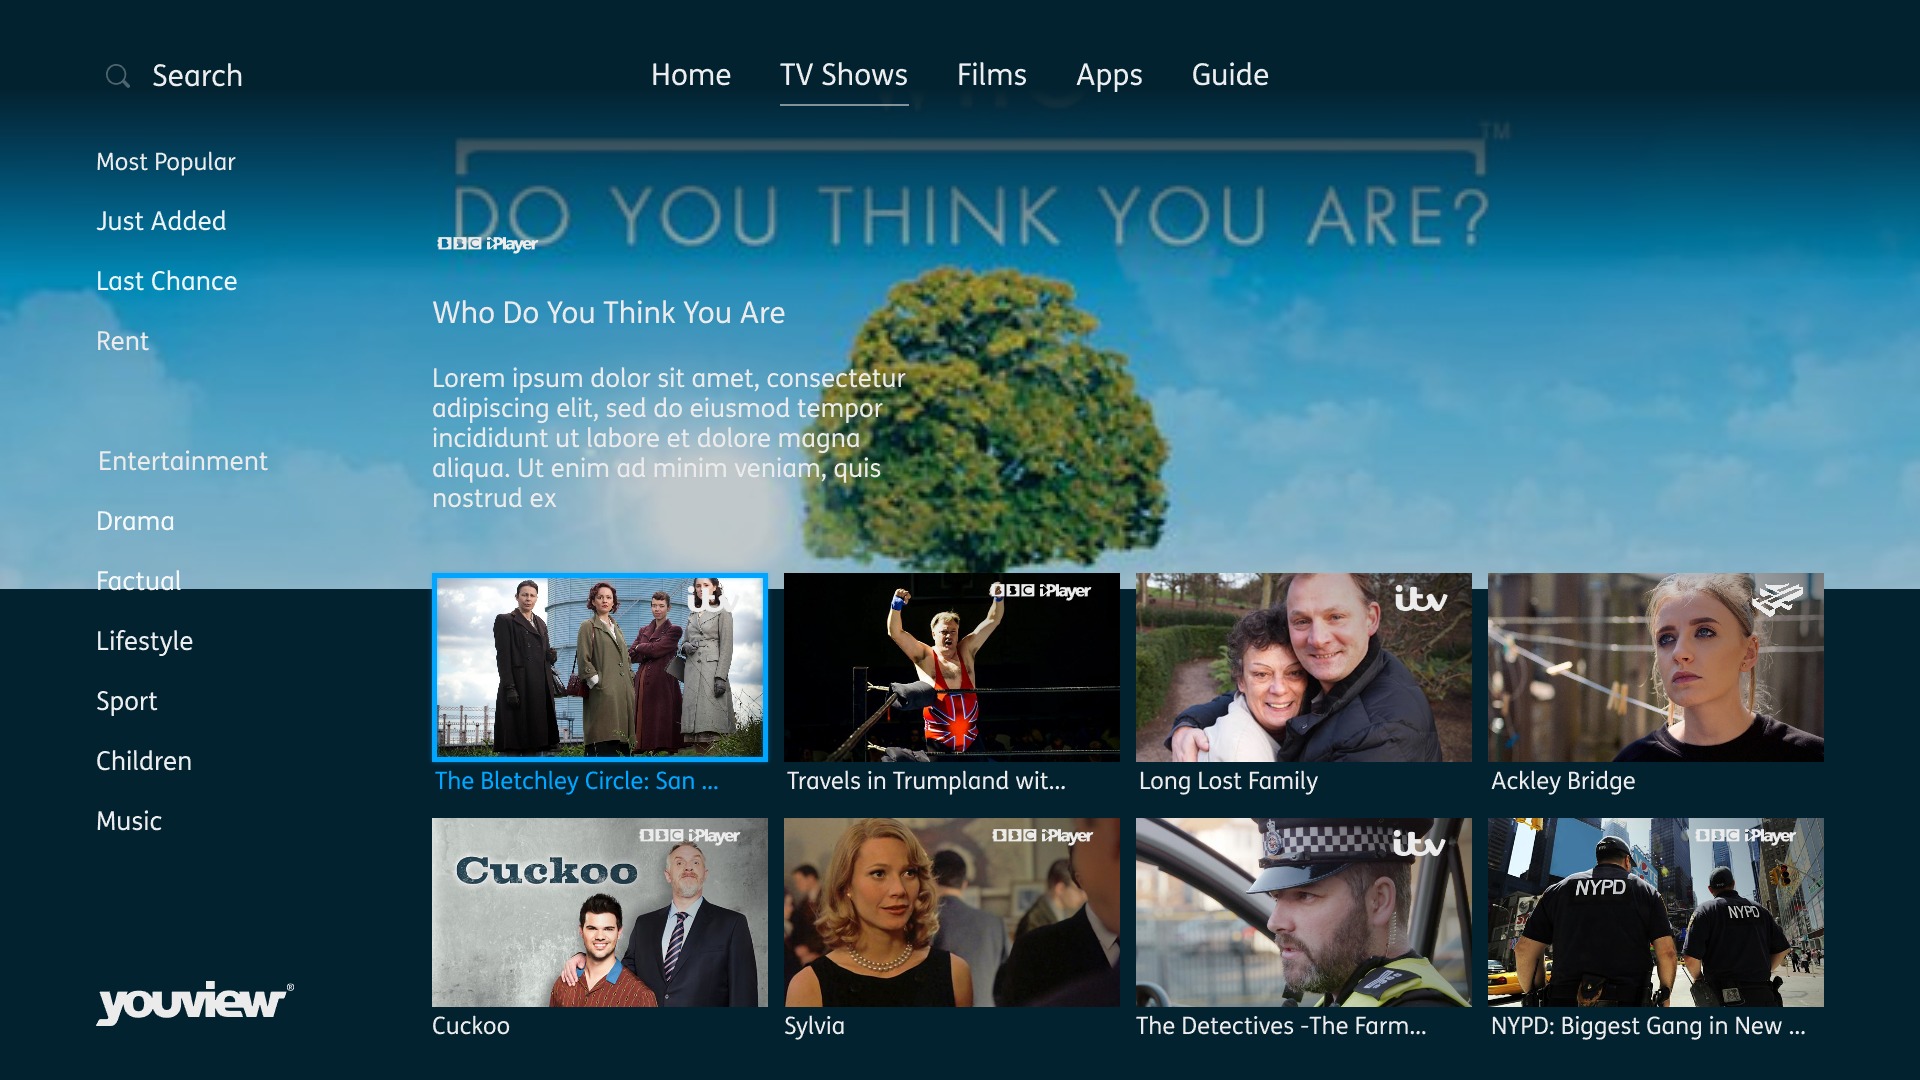 Search
Home
TV Shows
Films
Apps
Guide
Most Popular
Just Added
Last Chance
Rent
Entertainment
Drama
Factual
Lifestyle
Sport
Children
Music
youview®
TM
DO YOU THINK YOU ARE?
BBC iPlayer
Who Do You Think You Are
Lorem ipsum dolor sit amet, consectetur
adipiscing elit, sed do eiusmod tempor
incididunt ut labore et dolore magna
aliqua. Ut enim ad minim veniam, quis
nostrud ex
itv
The Bletchley Circle: San ...
BBC iPlayer
Travels in Trumpland wit...
itv
Long Lost Family
Ackley Bridge
BBC iPlayer
Cuckoo
Cuckoo
BBC iPlayer
Sylvia
itv
The Detectives -The Farm...
BBC iPlayer
NYPD
NYPD
NYPD: Biggest Gang in New ...